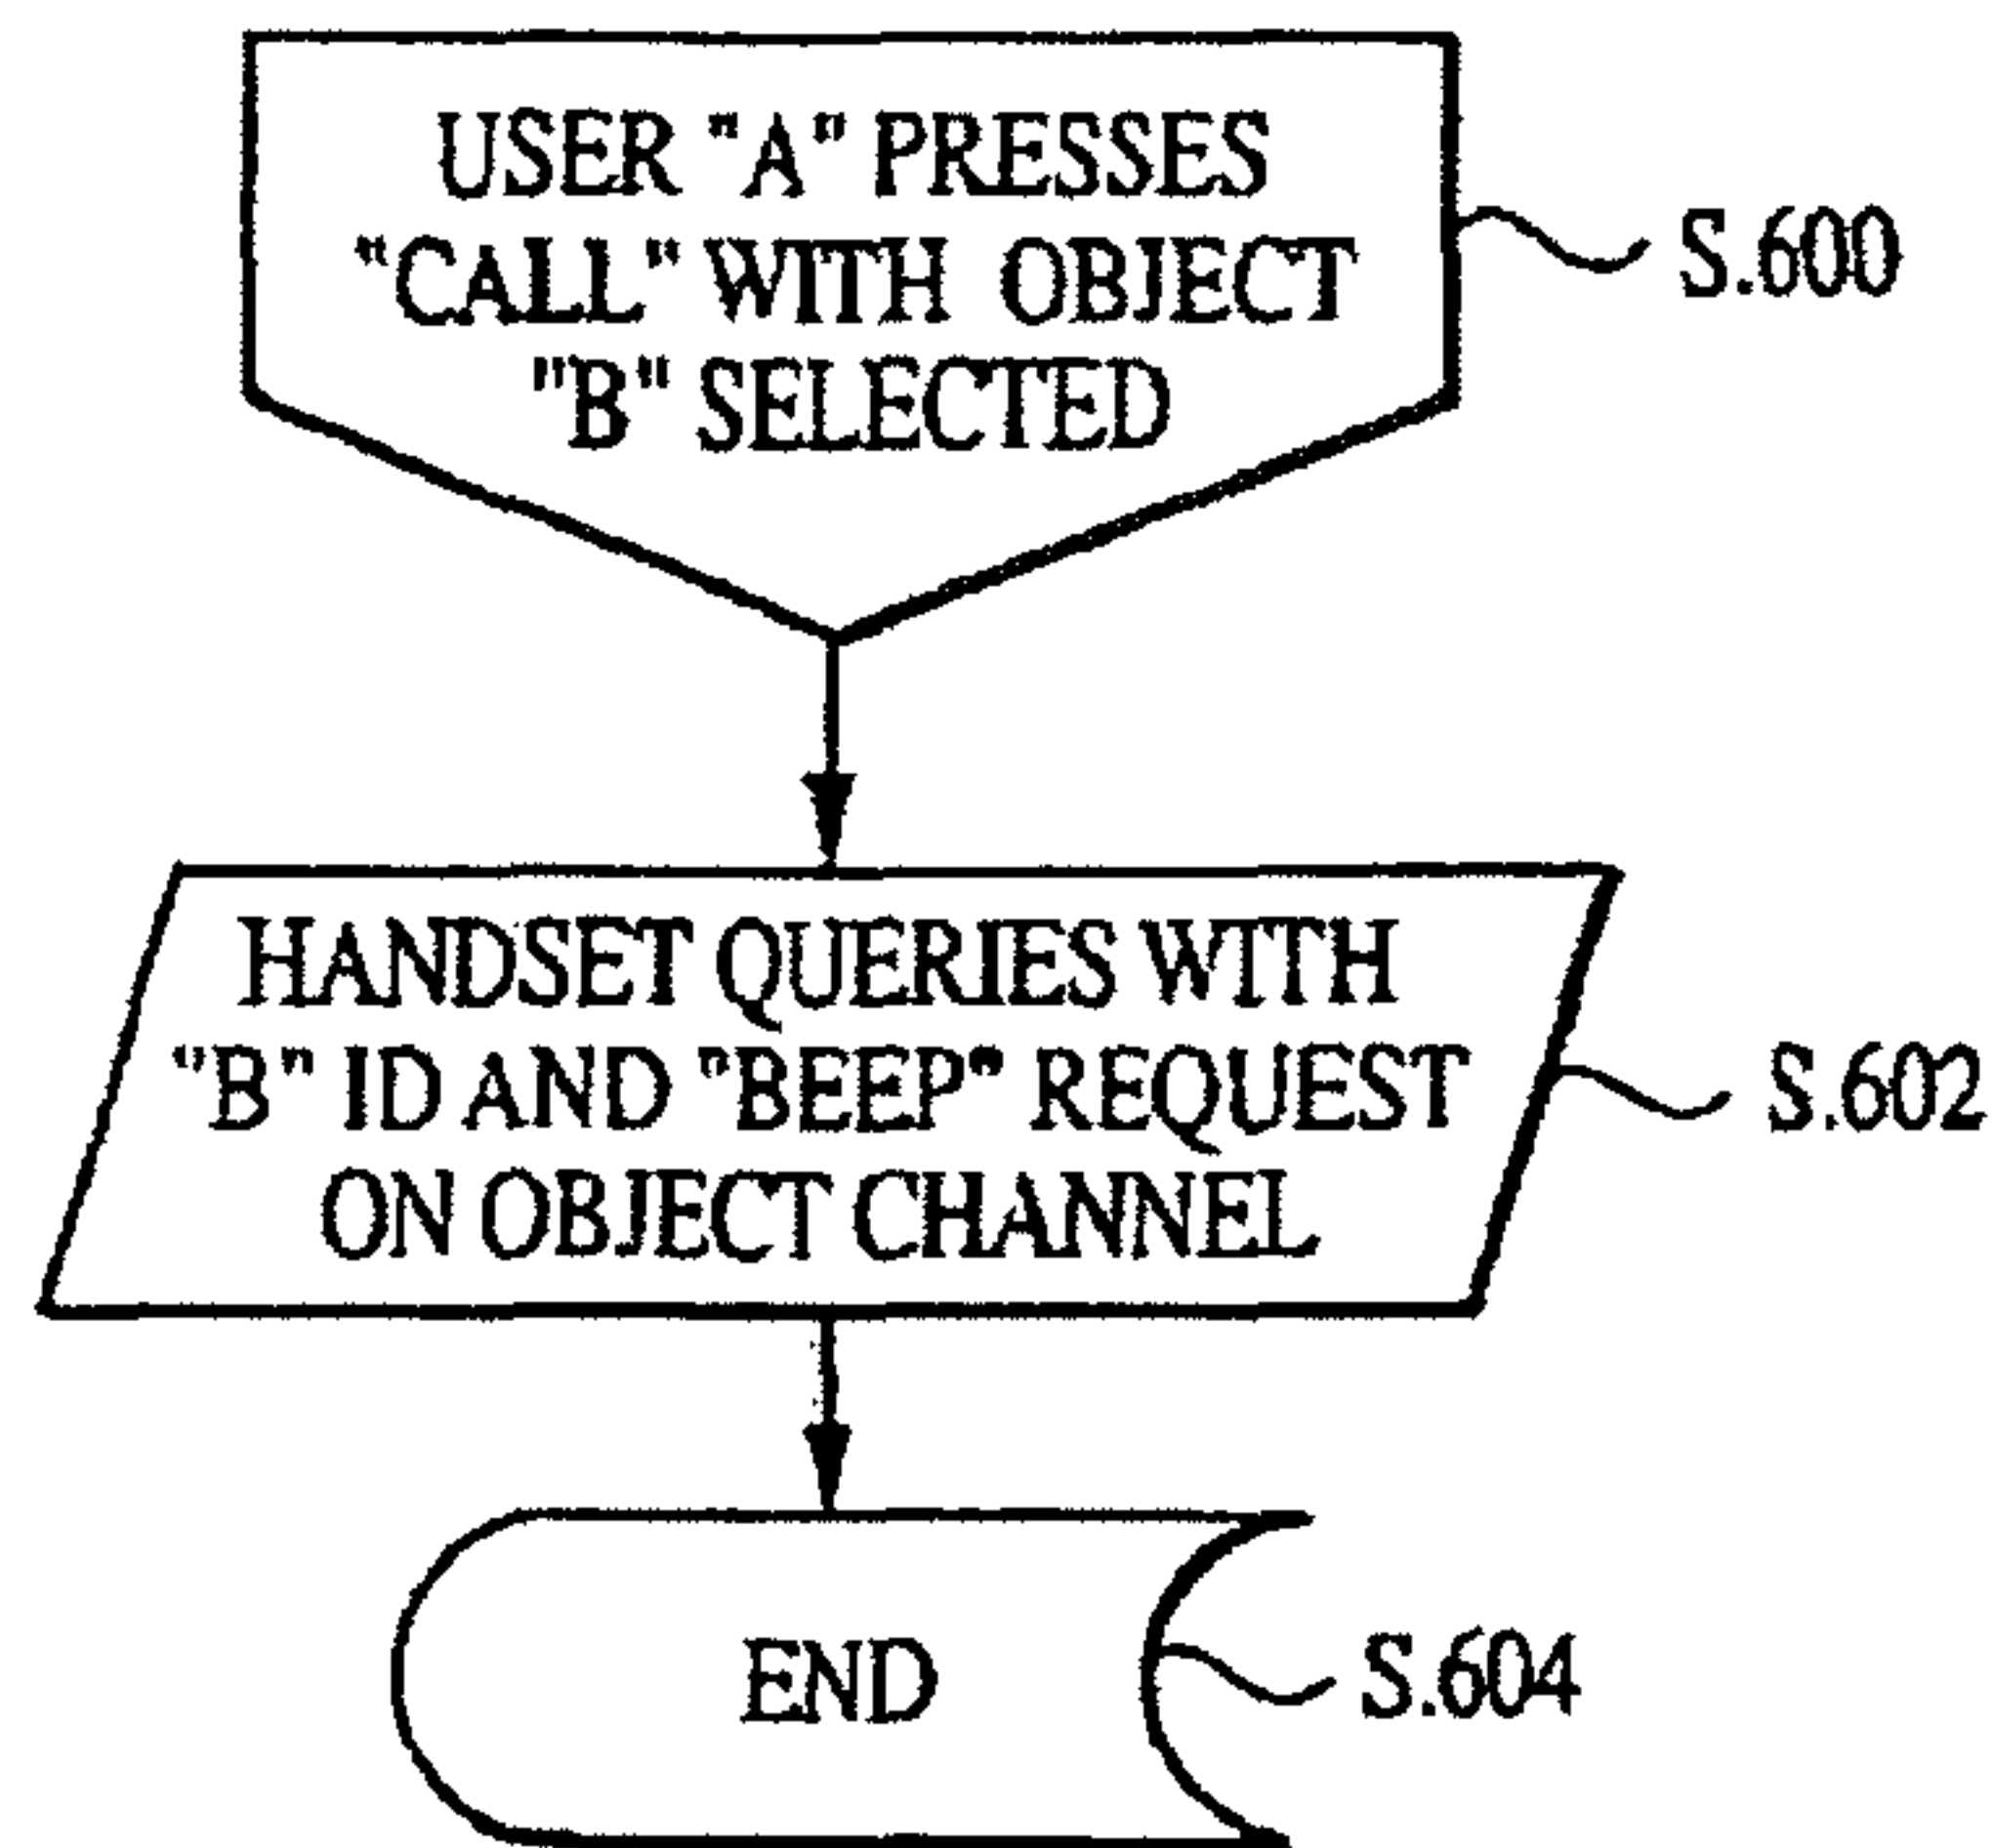 USER "A" PRESSES
"CALL" WITH OBJECT
"B" SELECTED
S.600
HANDSET QUERIES WITH
"B" ID AND "BEEP" REQUEST
ON OBJECT CHANNEL
S.602
END
S.604